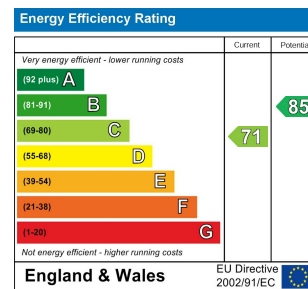 Energy Efficiency Rating
Current Potentia
Very energy efficient - lower running costs
(92 plus) A
(81-91) B
85
(69-80) C
71
(55-68) D
(39-54) E
(21-38) F
(1-20) G
Not energy efficient - higher running costs
England & Wales
EU Directive
2002/91/EC